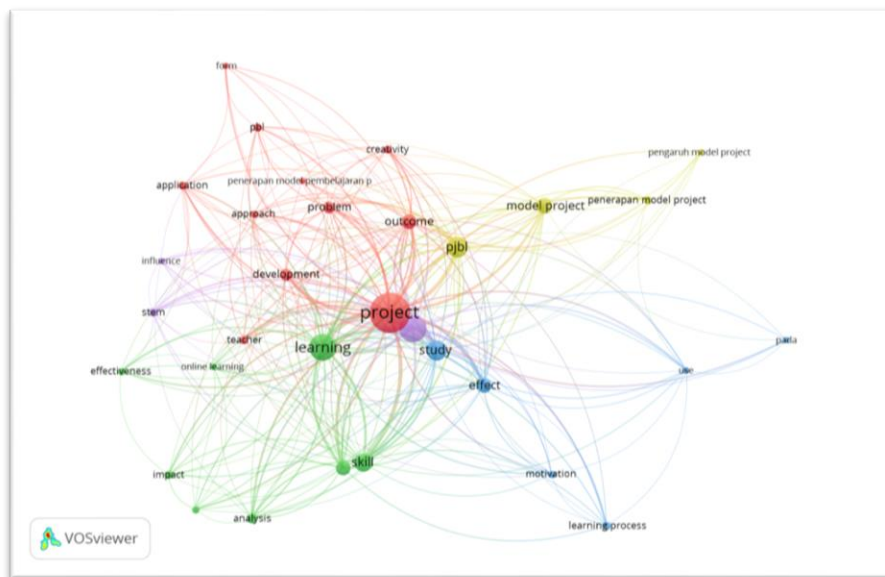 form
pbl
creativity
pengaruh model project
penerapan model pembelajaran p
application
penerapan model project
problem
model project
approach
outcome
pjbl
influence
development
stem
project
teacher
learning
study
pada
online learning
effectiveness
use
effect
skill
impact
motivation
analysis
learning process
VOSviewer